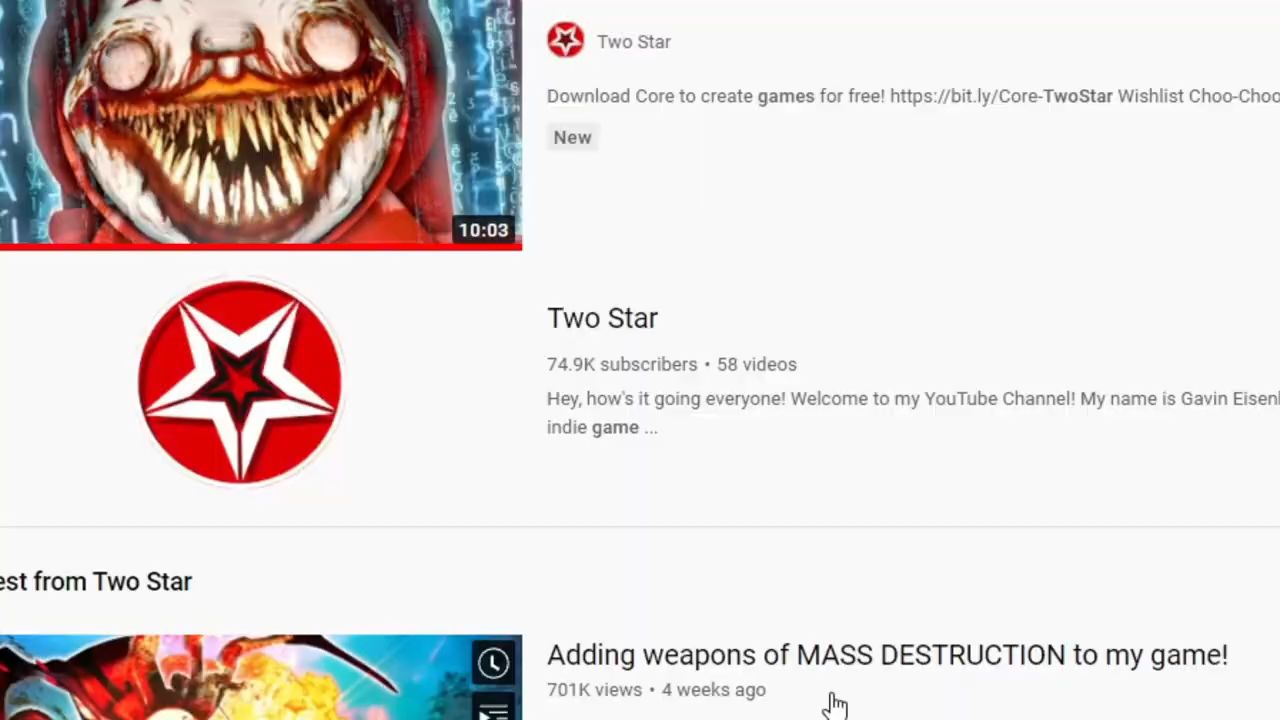 Two Star
Download Core to create games for free! https://bit.ly/Core-TwoStar Wishlist Choo-Choo
New
10:03
Two Star
74.9K subscribers • 58 videos
Hey, how's it going everyone! Welcome to my YouTube Channel! My name is Gavin Eisenl
indie game ...
est from Two Star
Adding weapons of MASS DESTRUCTION to my game!
701K views • 4 weeks ago